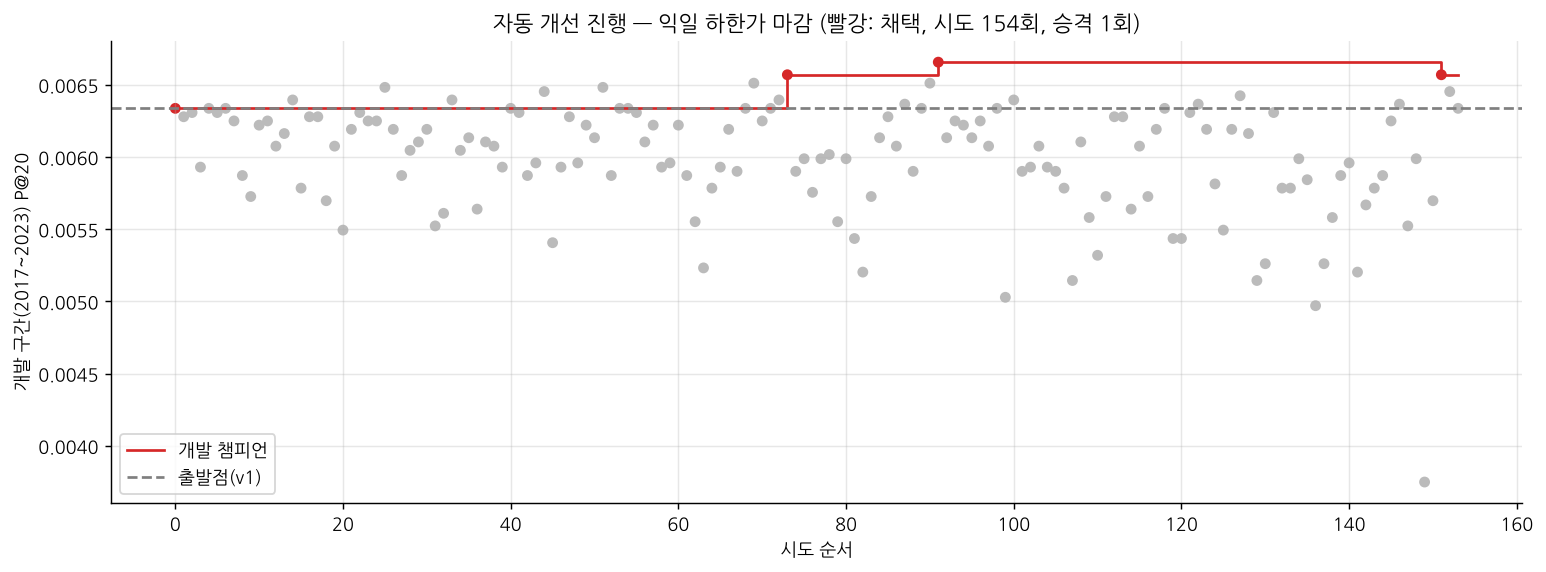 자동 개선 진행 — 익일 하한가 마감 (빨강: 채택, 시도 154회, 승격 1회)
개발 구간(2017~2023) P@20
0.0065
0.0060
0.0055
0.0050
0.0045
0.0040
개발 챔피언
출발점(v1)
0 20 40 60 80 100 120 140 160
시도 순서